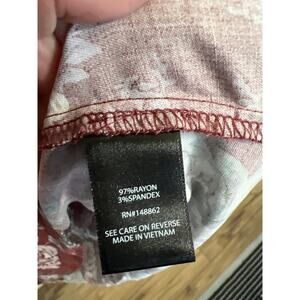 97%RAYON
3%SPANDEX
RN#148862
SEE CARE ON REVERSE
MADE IN VIETNAM